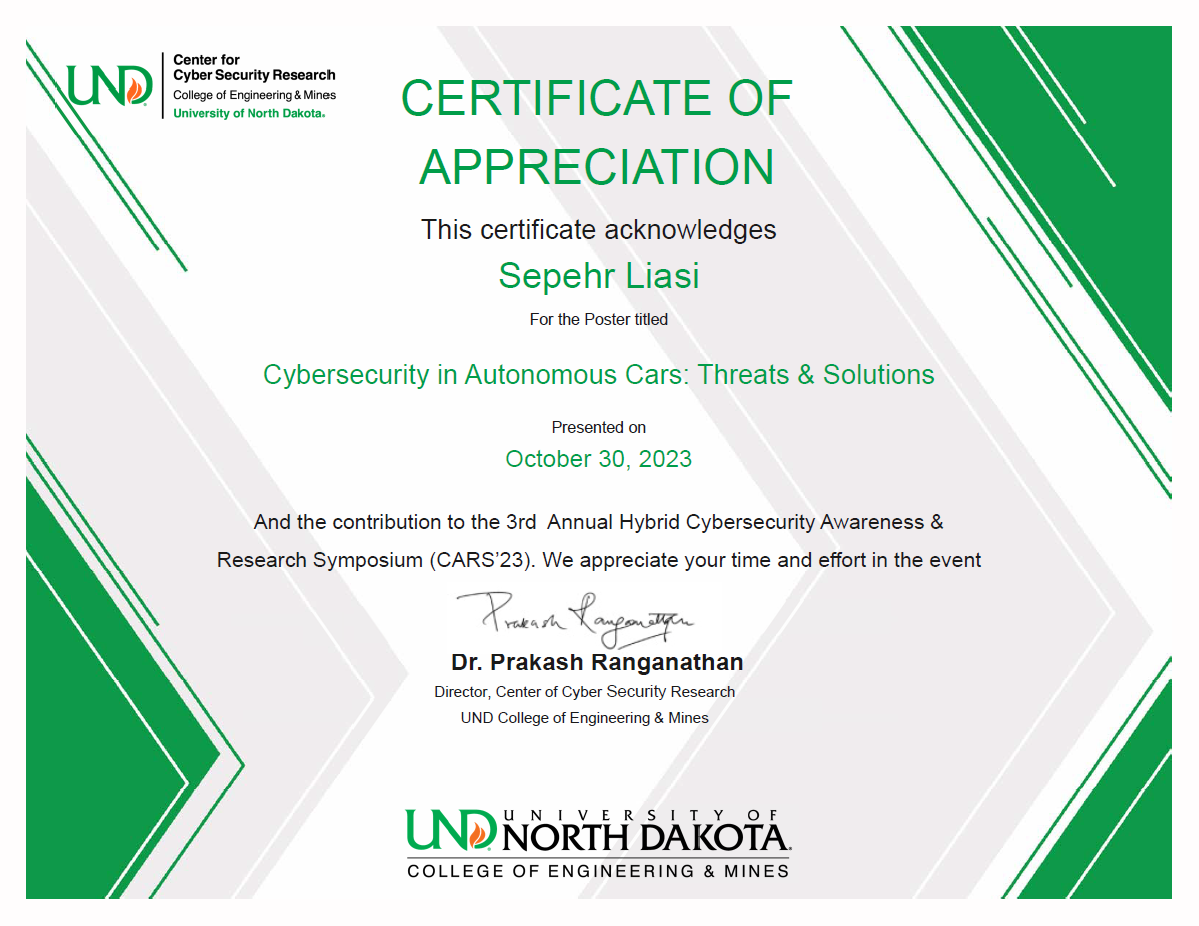 UND
Center for
Cyber Security Research
College of Engineering & Mines
University of North Dakota.
CERTIFICATE OF
APPRECIATION
This certificate acknowledges
Sepehr Liasi
For the Poster titled
Cybersecurity in Autonomous Cars: Threats & Solutions
Presented on
October 30, 2023
And the contribution to the 3rd  Annual Hybrid Cybersecurity Awareness &
Research Symposium (CARS’23). We appreciate your time and effort in the event
Prakash Ranganathan
Dr. Prakash Ranganathan
Director, Center of Cyber Security Research
UND College of Engineering & Mines
UND UNIVERSITY OF
NORTH DAKOTA.
COLLEGE OF ENGINEERING & MINES